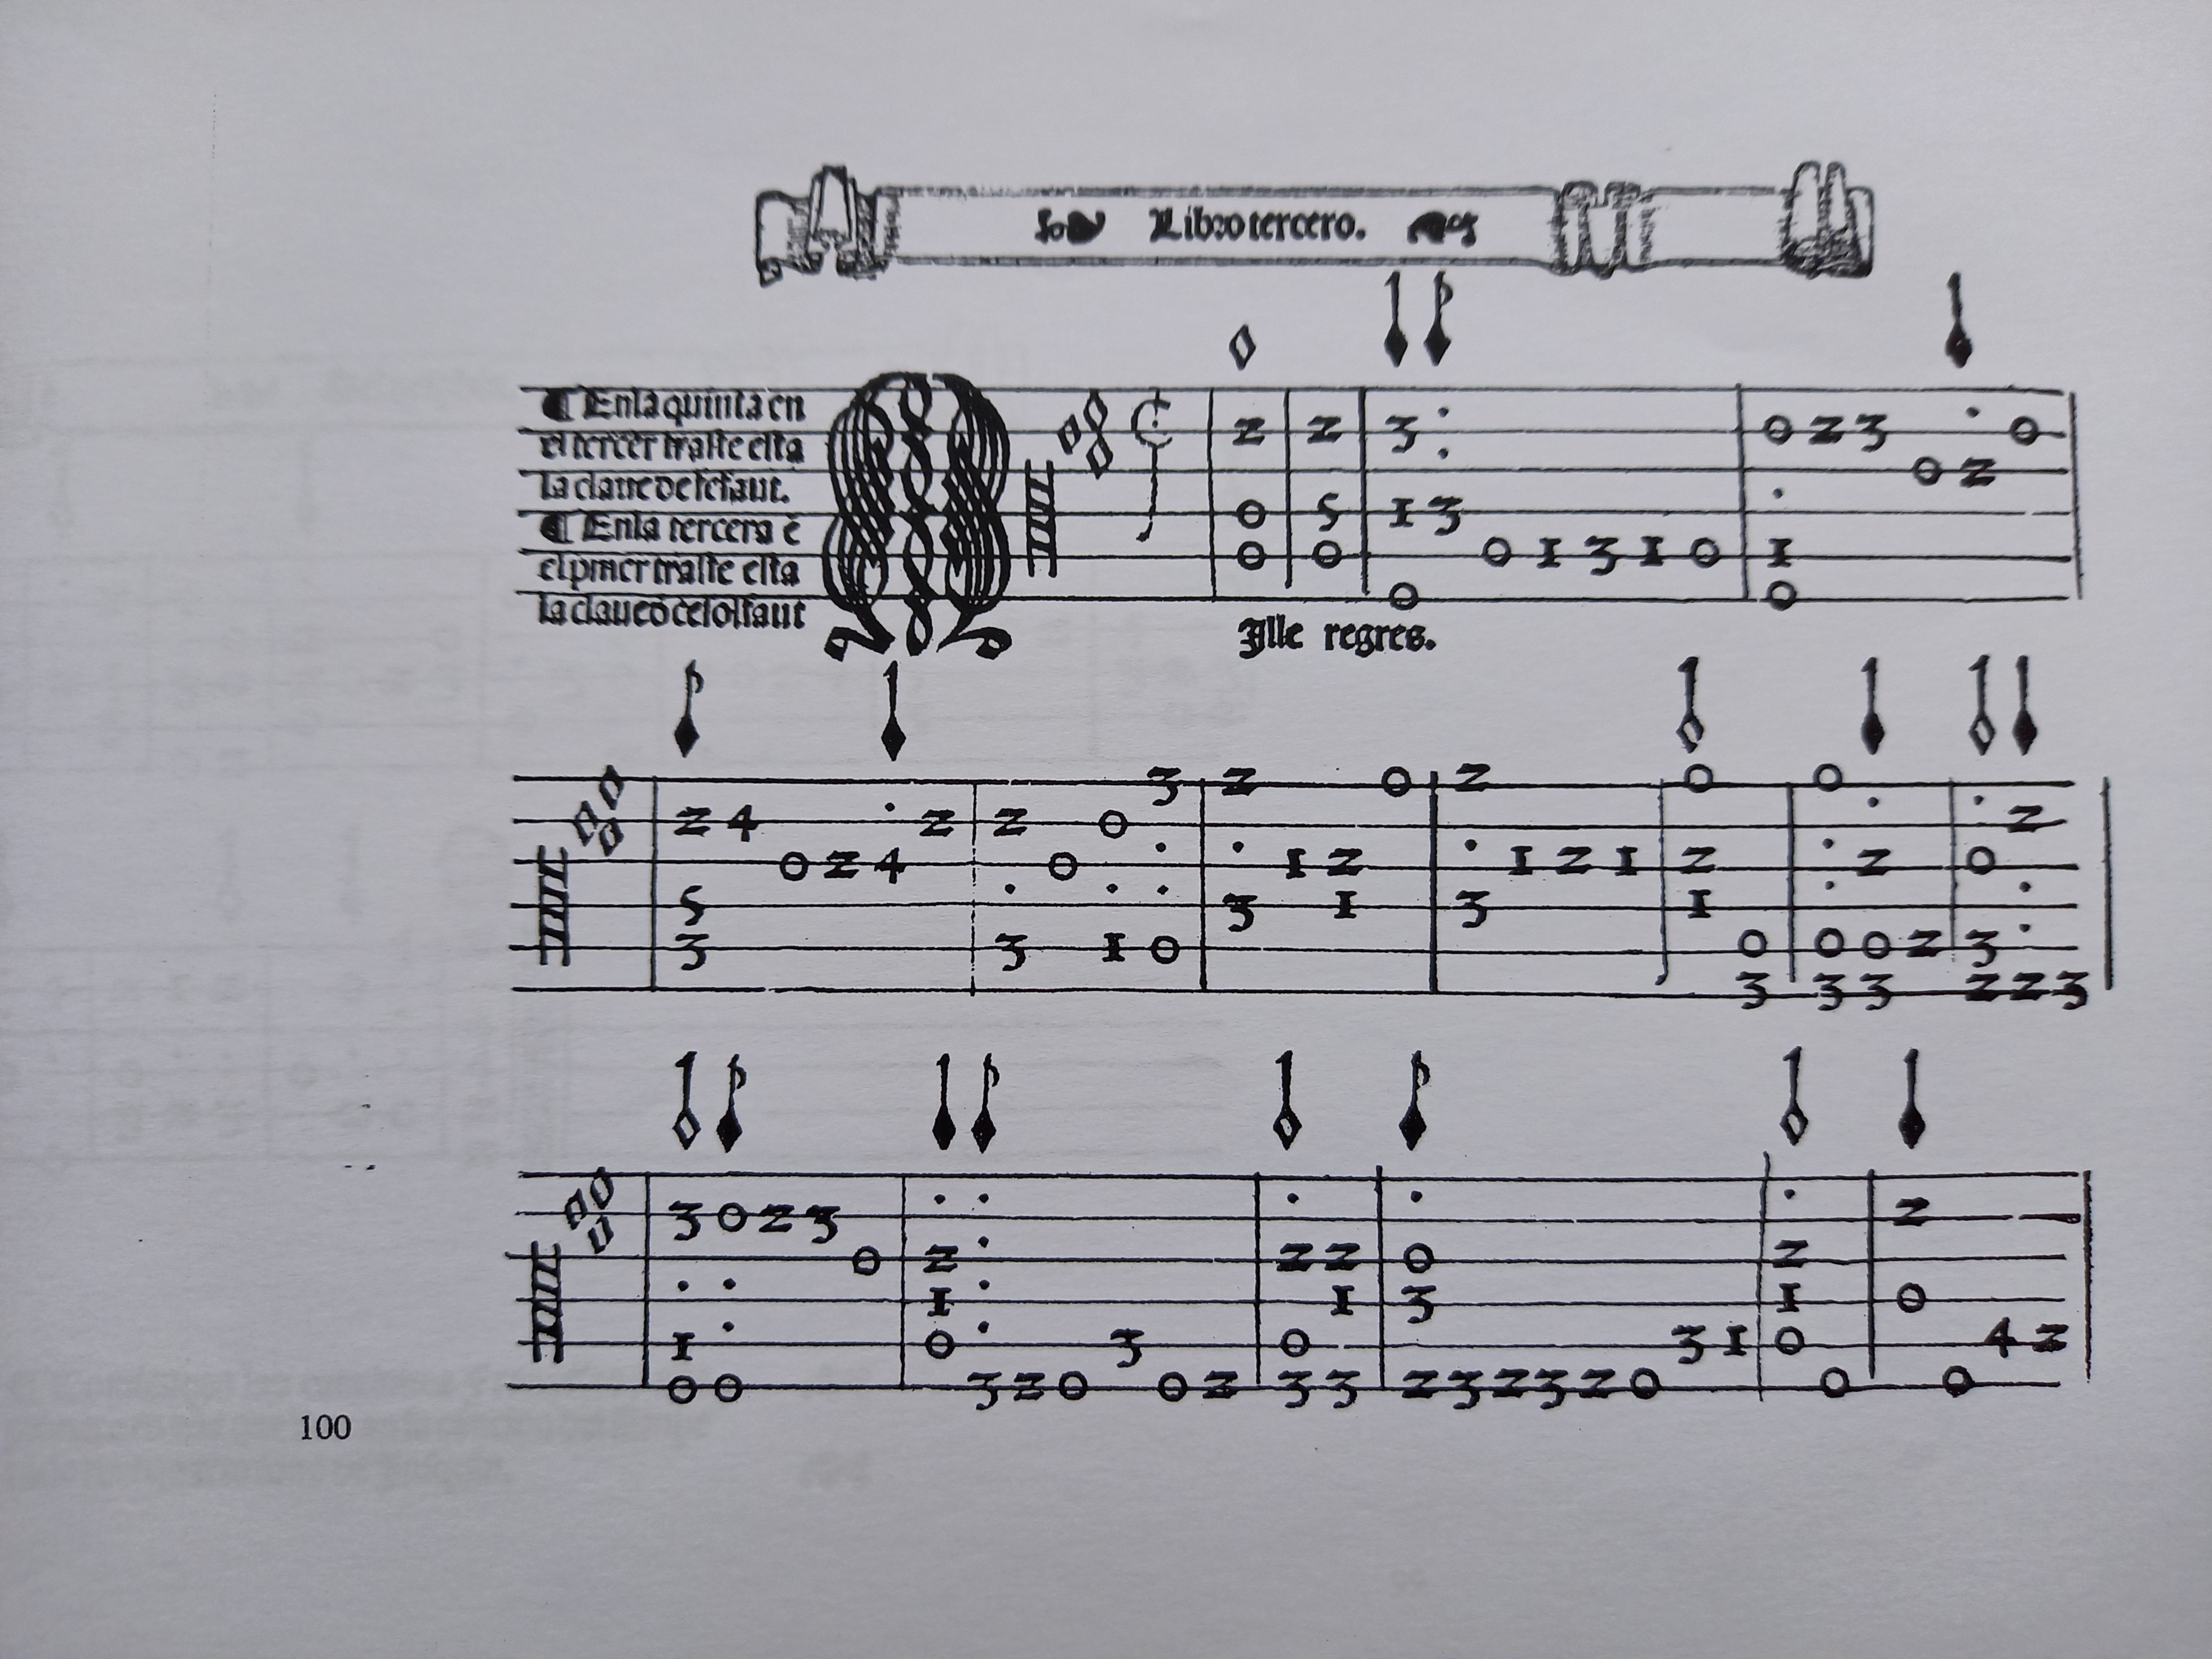 Libro tercero.
¶ En la quinta en
el tercer traste esta
la claue de fefaut.
¶ En la tercera ē
el pmer traste esta
la claue ď cesolfaut
Ille regres.
100